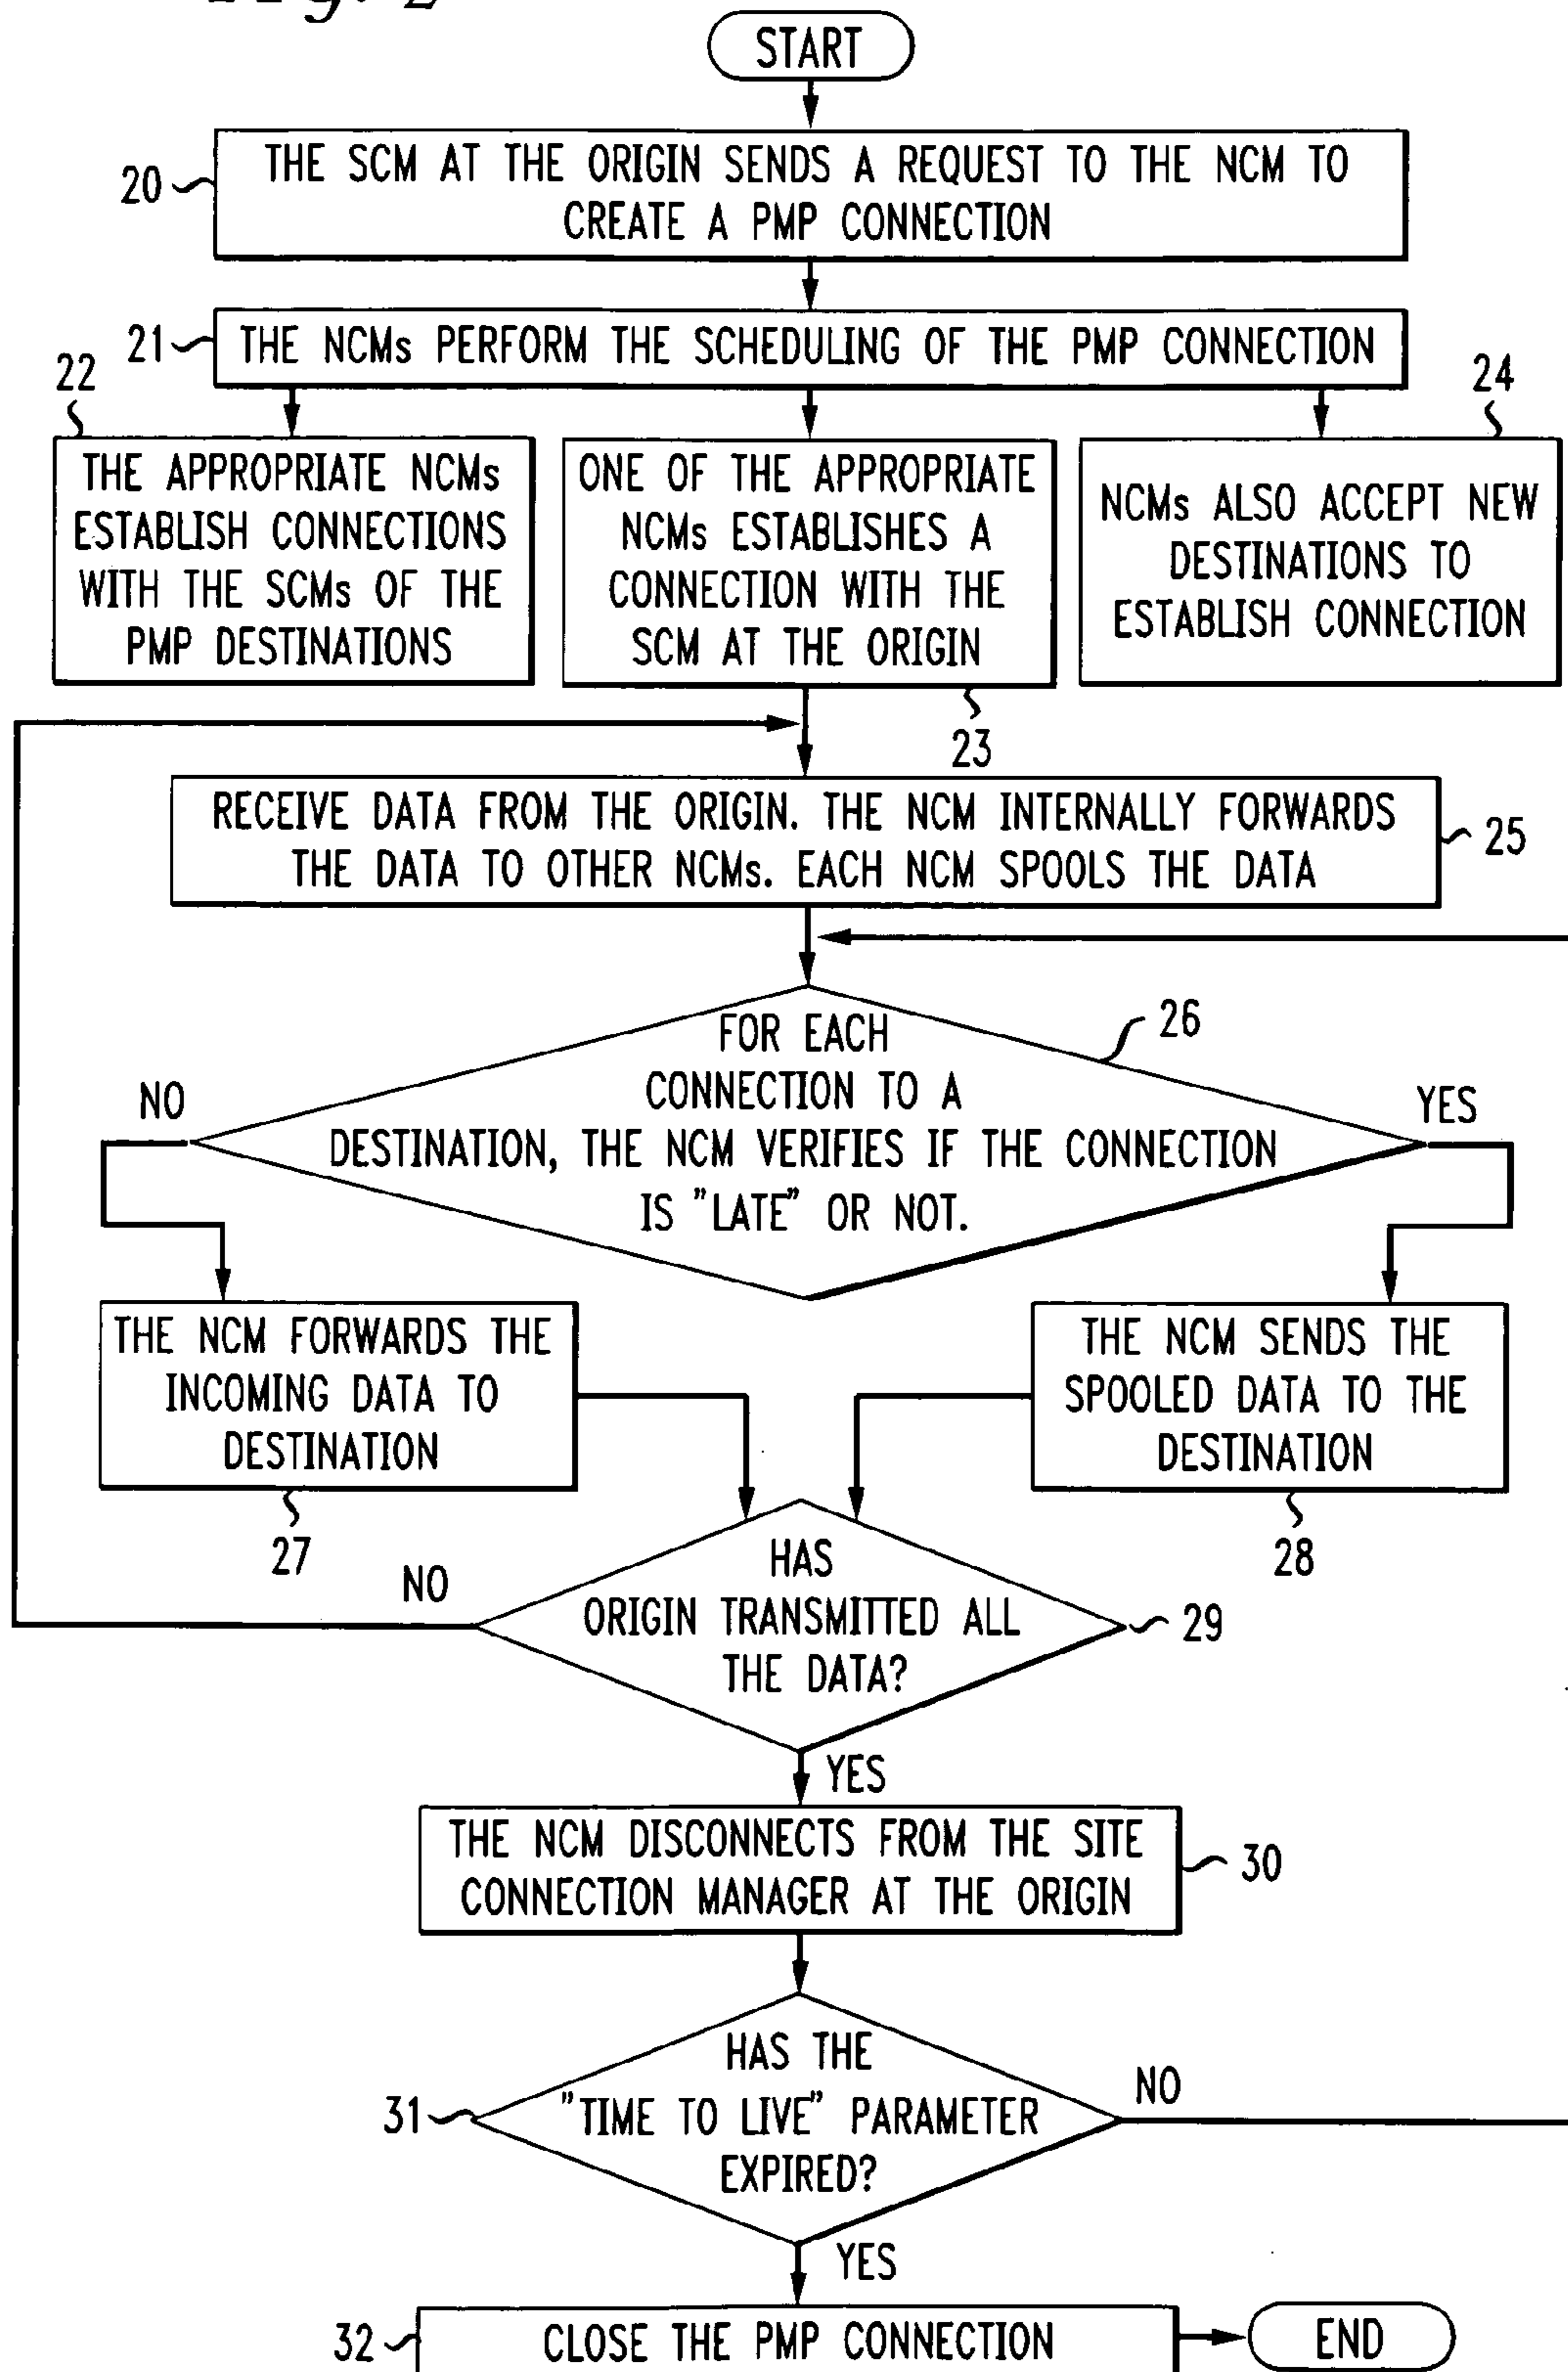 Fig. 2
START
20
THE SCM AT THE ORIGIN SENDS A REQUEST TO THE NCM TO
CREATE A PMP CONNECTION
21
THE NCMs PERFORM THE SCHEDULING OF THE PMP CONNECTION
22
THE APPROPRIATE NCMs
ESTABLISH CONNECTIONS
WITH THE SCMs OF THE
PMP DESTINATIONS
ONE OF THE APPROPRIATE
NCMs ESTABLISHES A
CONNECTION WITH THE
SCM AT THE ORIGIN
23
24
NCMs ALSO ACCEPT NEW
DESTINATIONS TO
ESTABLISH CONNECTION
RECEIVE DATA FROM THE ORIGIN. THE NCM INTERNALLY FORWARDS
THE DATA TO OTHER NCMs. EACH NCM SPOOLS THE DATA
25
FOR EACH
CONNECTION TO A
DESTINATION, THE NCM VERIFIES IF THE CONNECTION
IS "LATE" OR NOT.
26
NO
YES
THE NCM FORWARDS THE
INCOMING DATA TO
DESTINATION
27
THE NCM SENDS THE
SPOOLED DATA TO THE
DESTINATION
28
HAS
ORIGIN TRANSMITTED ALL
THE DATA?
29
NO
YES
THE NCM DISCONNECTS FROM THE SITE
CONNECTION MANAGER AT THE ORIGIN
30
HAS THE
"TIME TO LIVE" PARAMETER
EXPIRED?
31
NO
YES
32
CLOSE THE PMP CONNECTION
END